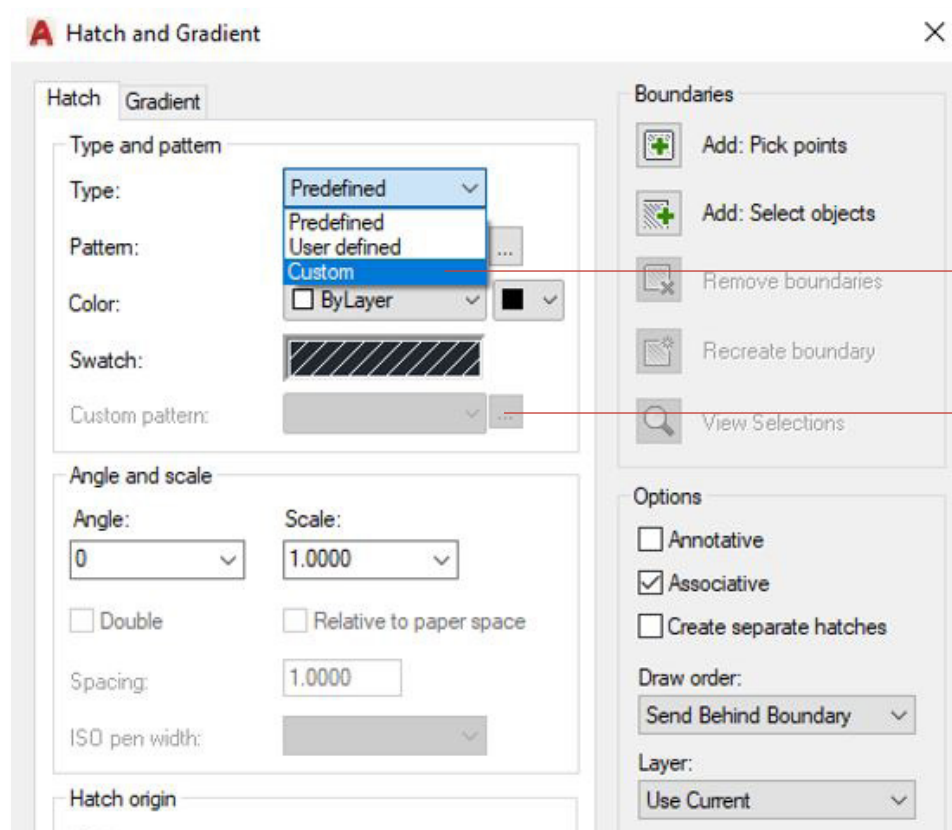 Hatch and Gradient
Hatch Gradient
Type and pattern
Type: Predefined
Predefined
User defined
Custom
Pattern: ...
Color: ByLayer
Swatch:
Custom pattern: ...
Angle and scale
Angle: Scale:
0 1.0000
Double Relative to paper space
Spacing: 1.0000
ISO pen width:
Hatch origin
Boundaries
Add: Pick points
Add: Select objects
Remove boundaries
Recreate boundary
View Selections
Options
Annotative
Associative
Create separate hatches
Draw order:
Send Behind Boundary
Layer:
Use Current